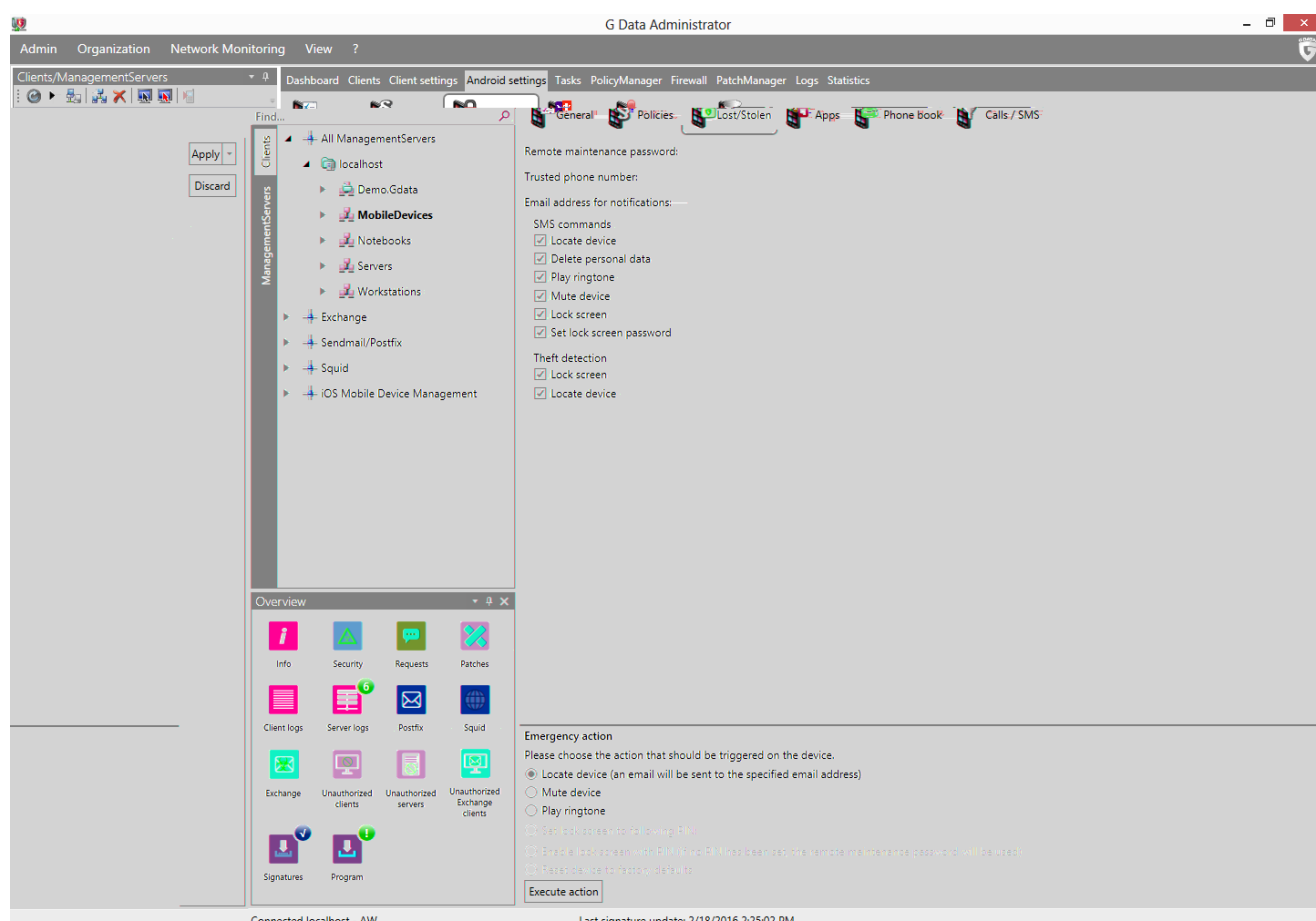 G Data Administrator
Admin Organization Network Monitoring View ?
Clients/ManagementServers
Dashboard Clients Client settings Android settings Tasks PolicyManager Firewall PatchManager Logs Statistics
Find...
General Policies Lost/Stolen Apps Phone book Calls / SMS
Apply
Discard
Clients
ManagementServers
All ManagementServers
localhost
Demo.Gdata
MobileDevices
Notebooks
Servers
Workstations
Exchange
Sendmail/Postfix
Squid
iOS Mobile Device Management
Remote maintenance password:
Trusted phone number:
Email address for notifications:
SMS commands
Locate device
Delete personal data
Play ringtone
Mute device
Lock screen
Set lock screen password
Theft detection
Lock screen
Locate device
Overview
Info Security Requests Patches
6
Client logs Server logs Postfix Squid
Exchange Unauthorized clients Unauthorized servers Unauthorized Exchange clients
Signatures Program
Emergency action
Please choose the action that should be triggered on the device.
Locate device (an email will be sent to the specified email address)
Mute device
Play ringtone
Execute action
Connected localhost - AW
Last signature update: 2/18/2016 2:25:02 PM